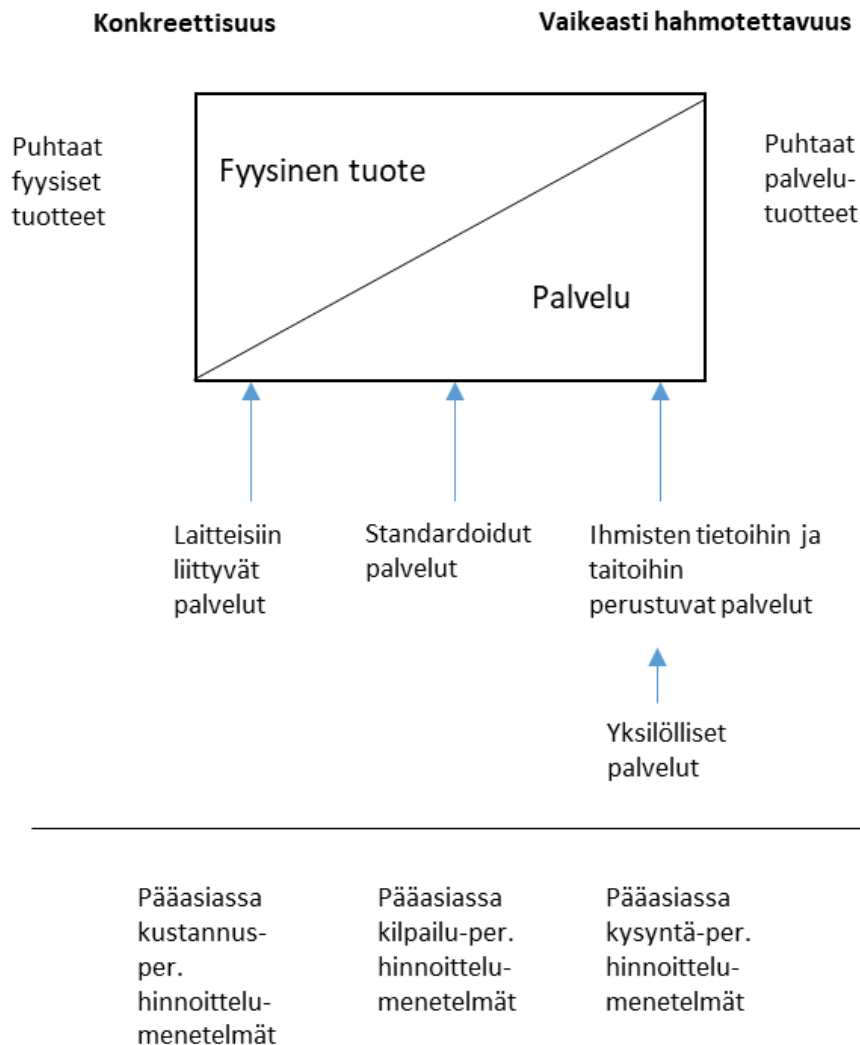 Konkreettisuus
Vaikeasti hahmotettavuus
Puhtaat
fyysiset
tuotteet
Fyysinen tuote
Palvelu
Puhtaat
palvelu-
tuotteet
Laitteisiin
liittyvät
palvelut
Standardoidut
palvelut
Ihmisten tietoihin ja
taitoihin
perustuvat palvelut
Yksilölliset
palvelut
Pääasiassa
kustannus-
per.
hinnoittelu-
menetelmät
Pääasiassa
kilpailu-per.
hinnoittelu-
menetelmät
Pääasiassa
kysyntä-per.
hinnoittelu-
menetelmät